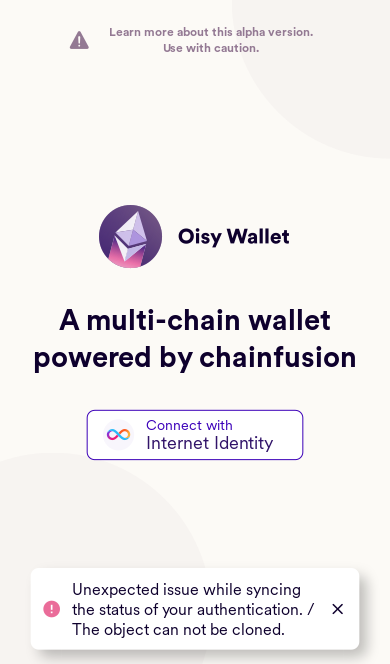 Learn more about this alpha version.
Use with caution.
Oisy Wallet
A multi-chain wallet
powered by chainfusion
Connect with
Internet Identity
Unexpected issue while syncing
the status of your authentication. /
The object can not be cloned.